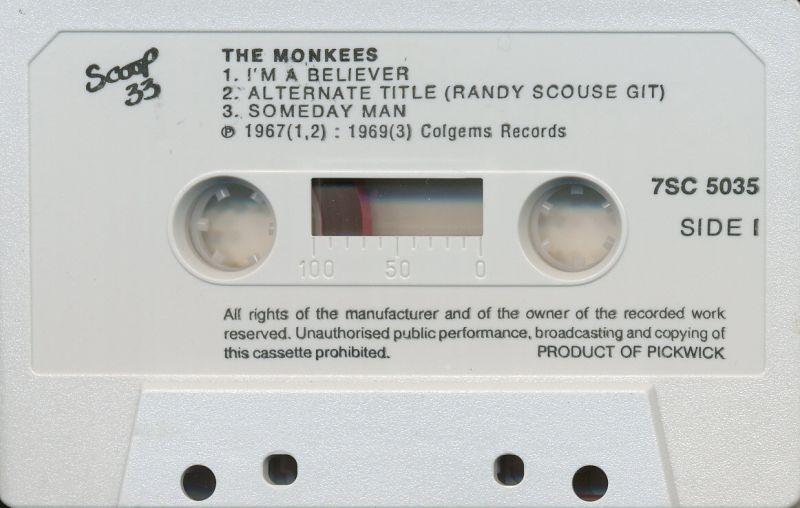 Scoop
33
THE MONKEES
1. I'M A BELIEVER
2. ALTERNATE TITLE (RANDY SCOUSE GIT)
3. SOMEDAY MAN
℗ 1967(1,2) : 1969(3) Colgems Records
7SC 5035
SIDE I
100 50 0
All rights of the manufacturer and of the owner of the recorded work
reserved. Unauthorised public performance, broadcasting and copying of
this cassette prohibited. PRODUCT OF PICKWICK